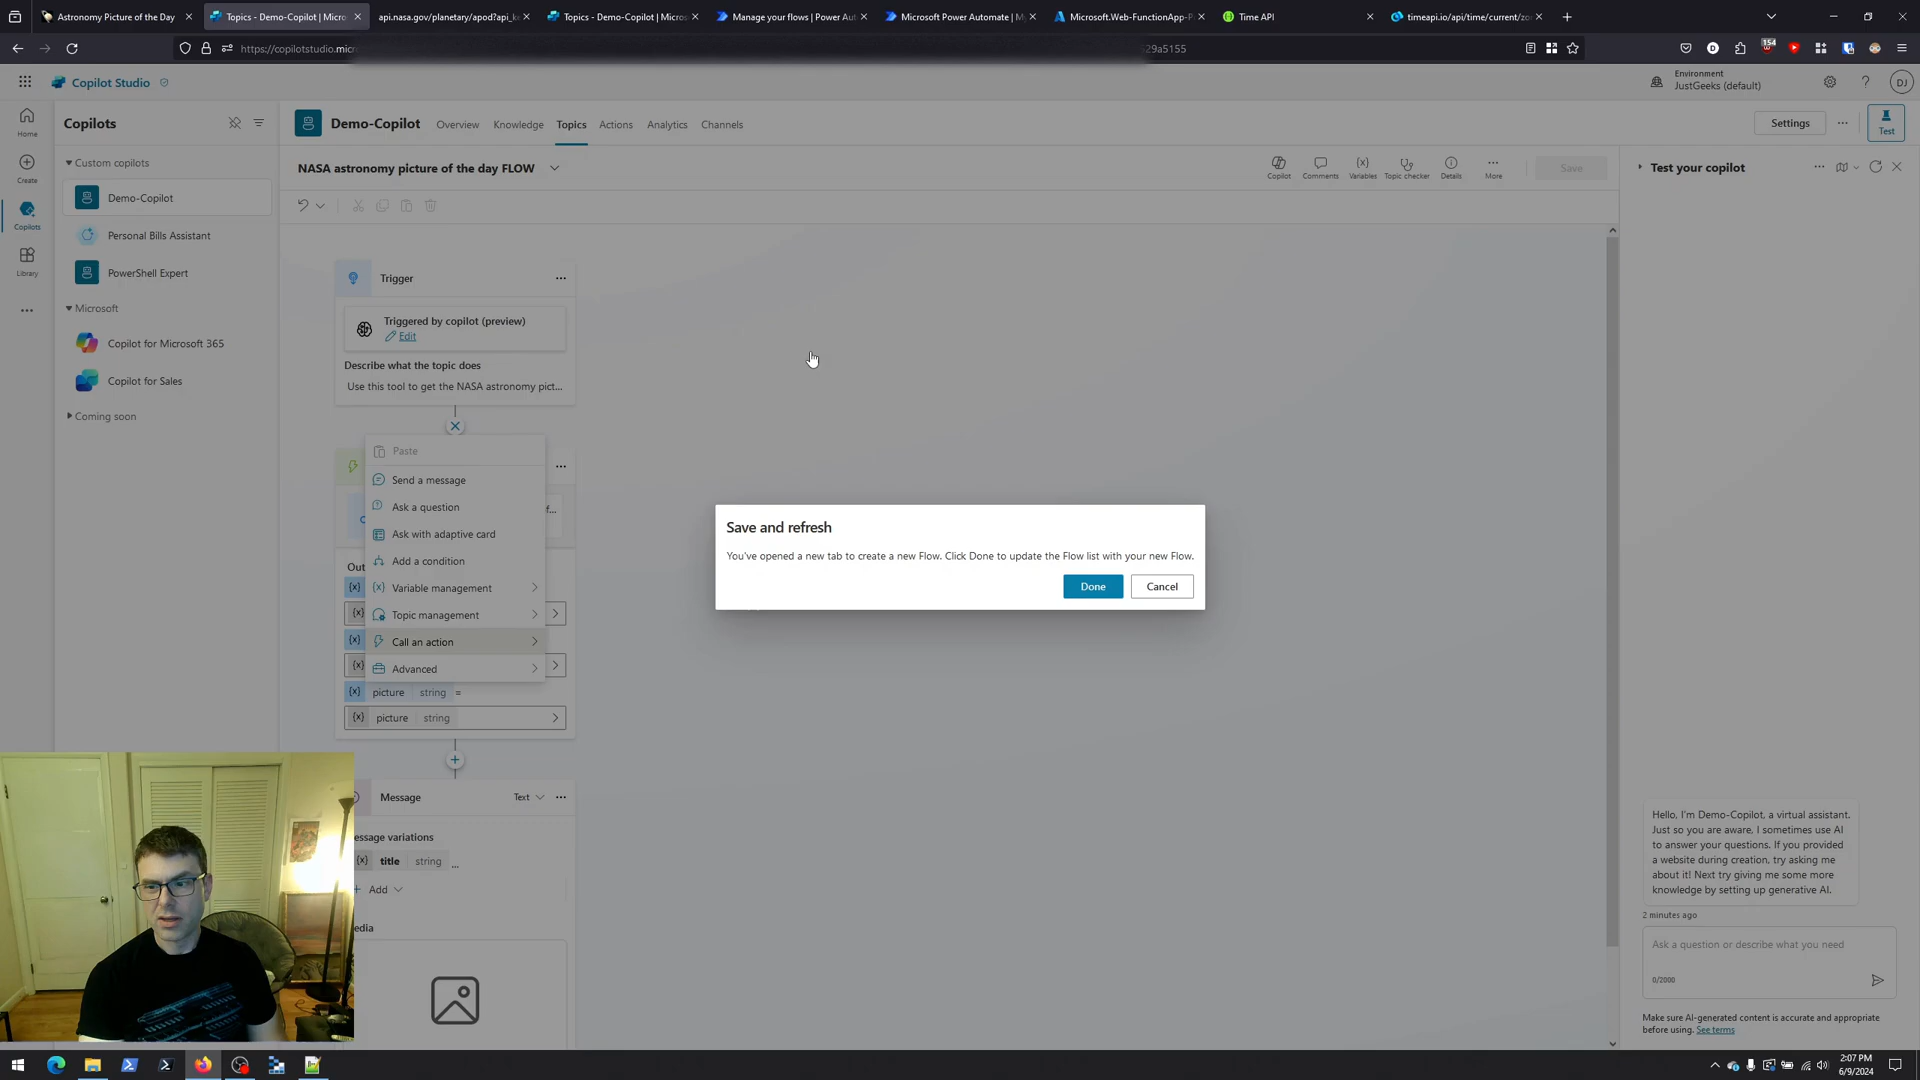 Astronomy Picture of the Day
Topics - Demo-Copilot | Micro
api.nasa.gov/planetary/apod?api_k
Topics - Demo-Copilot | Micros
Manage your flows | Power Aut
Microsoft Power Automate | M
Microsoft.Web-FunctionApp-P
Time API
timeapi.io/api/time/current/zo
https://copilotstudio.micr
29a5155
154
Copilot Studio
Environment
JustGeeks (default)
DJ
Home
Create
Copilots
Library
Copilots
Custom copilots
Demo-Copilot
Personal Bills Assistant
PowerShell Expert
Microsoft
Copilot for Microsoft 365
Copilot for Sales
Coming soon
Demo-Copilot
Overview
Knowledge
Topics
Actions
Analytics
Channels
Settings
Test
NASA astronomy picture of the day FLOW
Copilot
Comments
Variables
Topic checker
Details
More
Save
Trigger
Triggered by copilot (preview)
Edit
Describe what the topic does
Use this tool to get the NASA astronomy pict...
Paste
Send a message
Ask a question
Ask with adaptive card
Add a condition
Variable management
Topic management
Call an action
Advanced
f...
Out
{x}
{x}
{x}
{x}
{x} picture string =
{x} picture string
Message
Text
essage variations
{x} title string ...
Add
edia
Save and refresh
You've opened a new tab to create a new Flow. Click Done to update the Flow list with your new Flow.
Done
Cancel
Test your copilot
Hello, I'm Demo-Copilot, a virtual assistant.
Just so you are aware, I sometimes use AI
to answer your questions. If you provided
a website during creation, try asking me
about it! Next try giving me some more
knowledge by setting up generative AI.
2 minutes ago
Ask a question or describe what you need
0/2000
Make sure AI-generated content is accurate and appropriate
before using. See terms
2:07 PM
6/9/2024